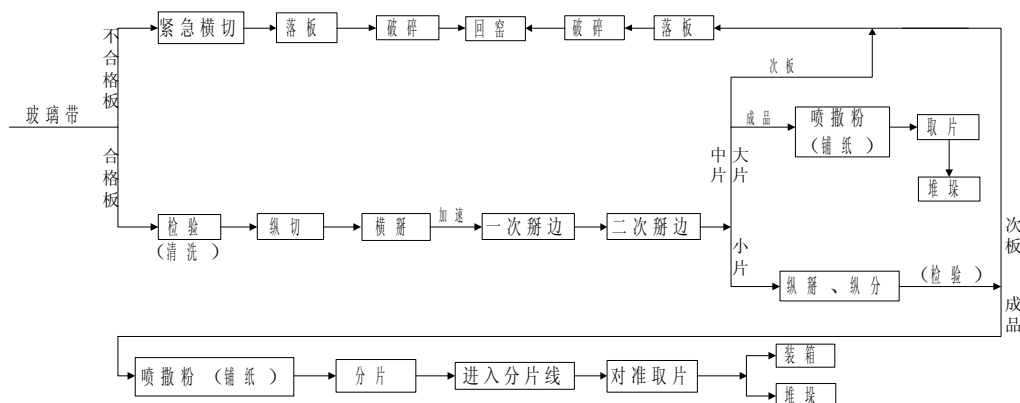 紧急横切
落板
破碎
回窑
破碎
落板
不合格板
次板
玻璃带
成品
喷撒粉
（铺纸）
取片
合格板
中片
大片
堆垛
检验
（清洗）
纵切
横掰
加速
一次掰边
二次掰边
小片
次板
纵掰、纵分
（检验）
成品
喷撒粉（铺纸）
分片
进入分片线
对准取片
装箱
堆垛